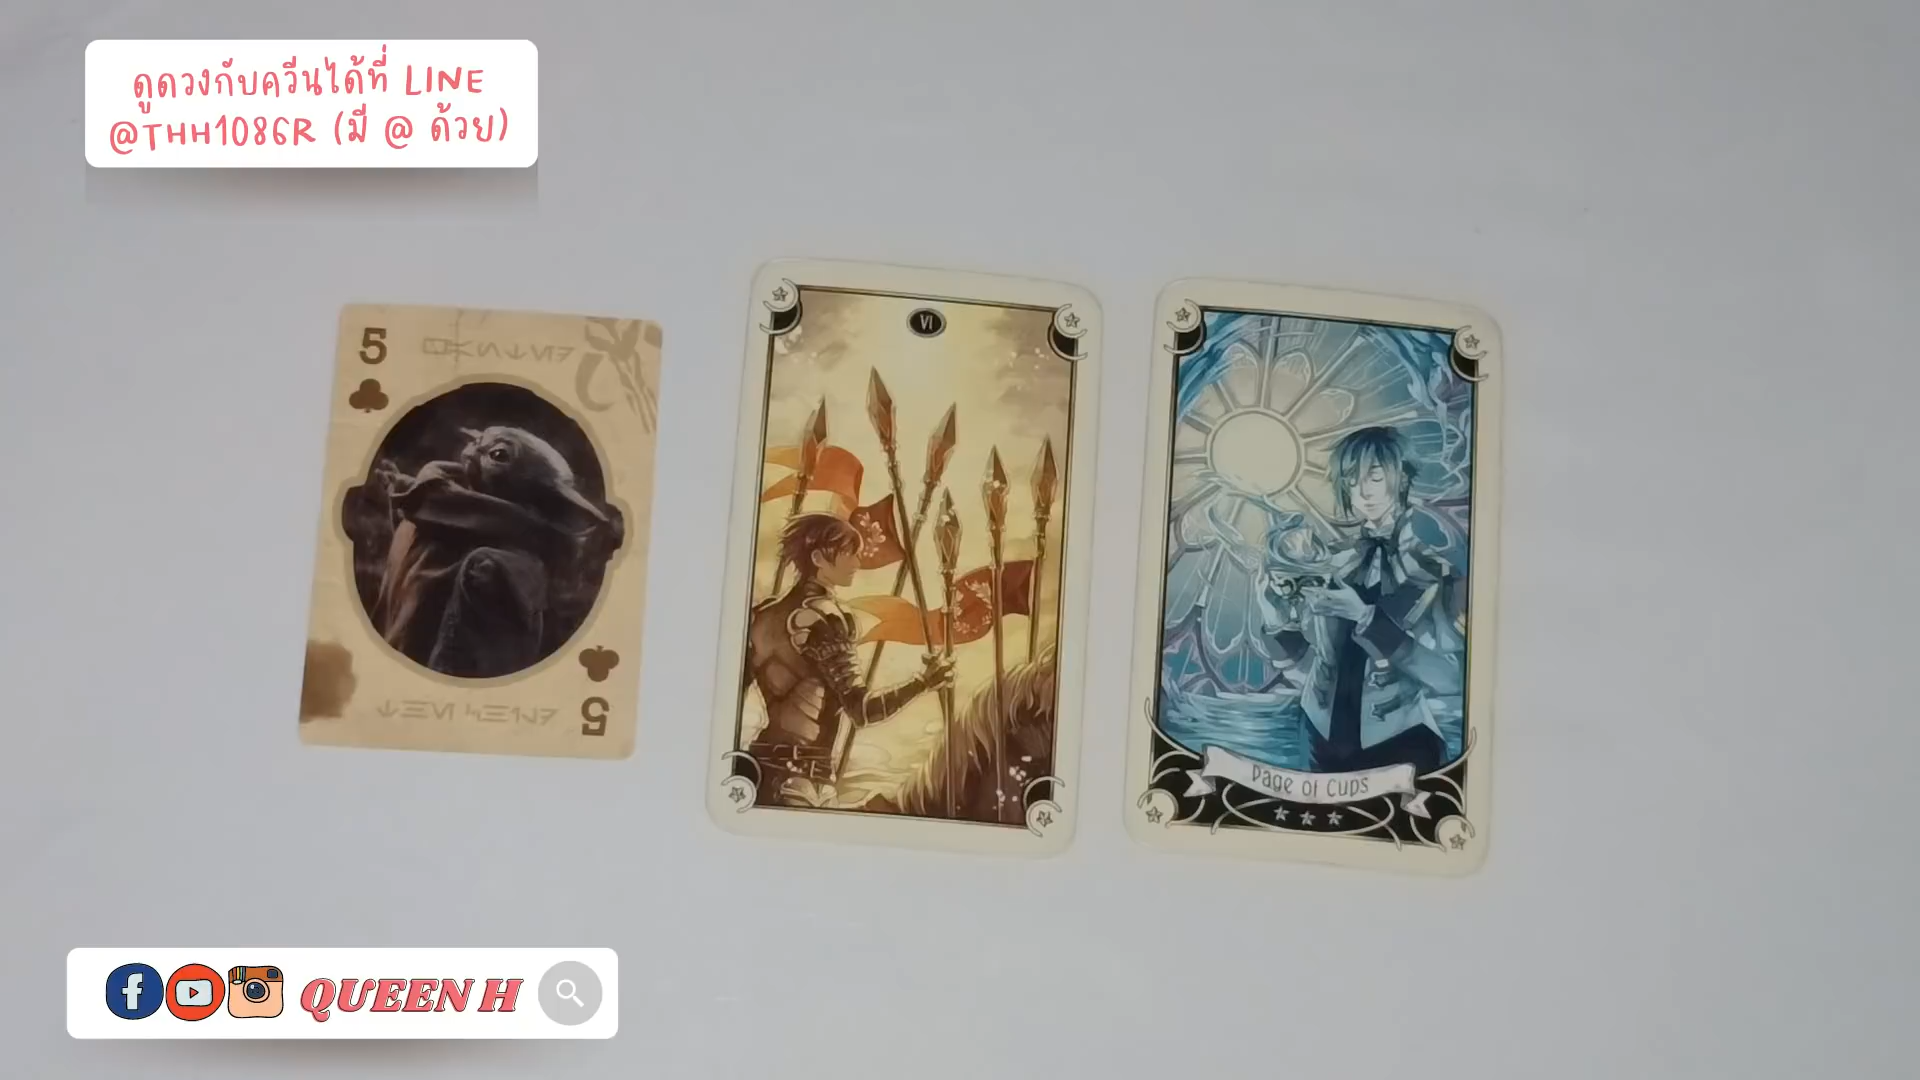 ดูดวงกับควีนได้ที่ LINE
@THH1086R (มี @ ด้วย)
5
VI
Page of Cups
5
QUEEN H